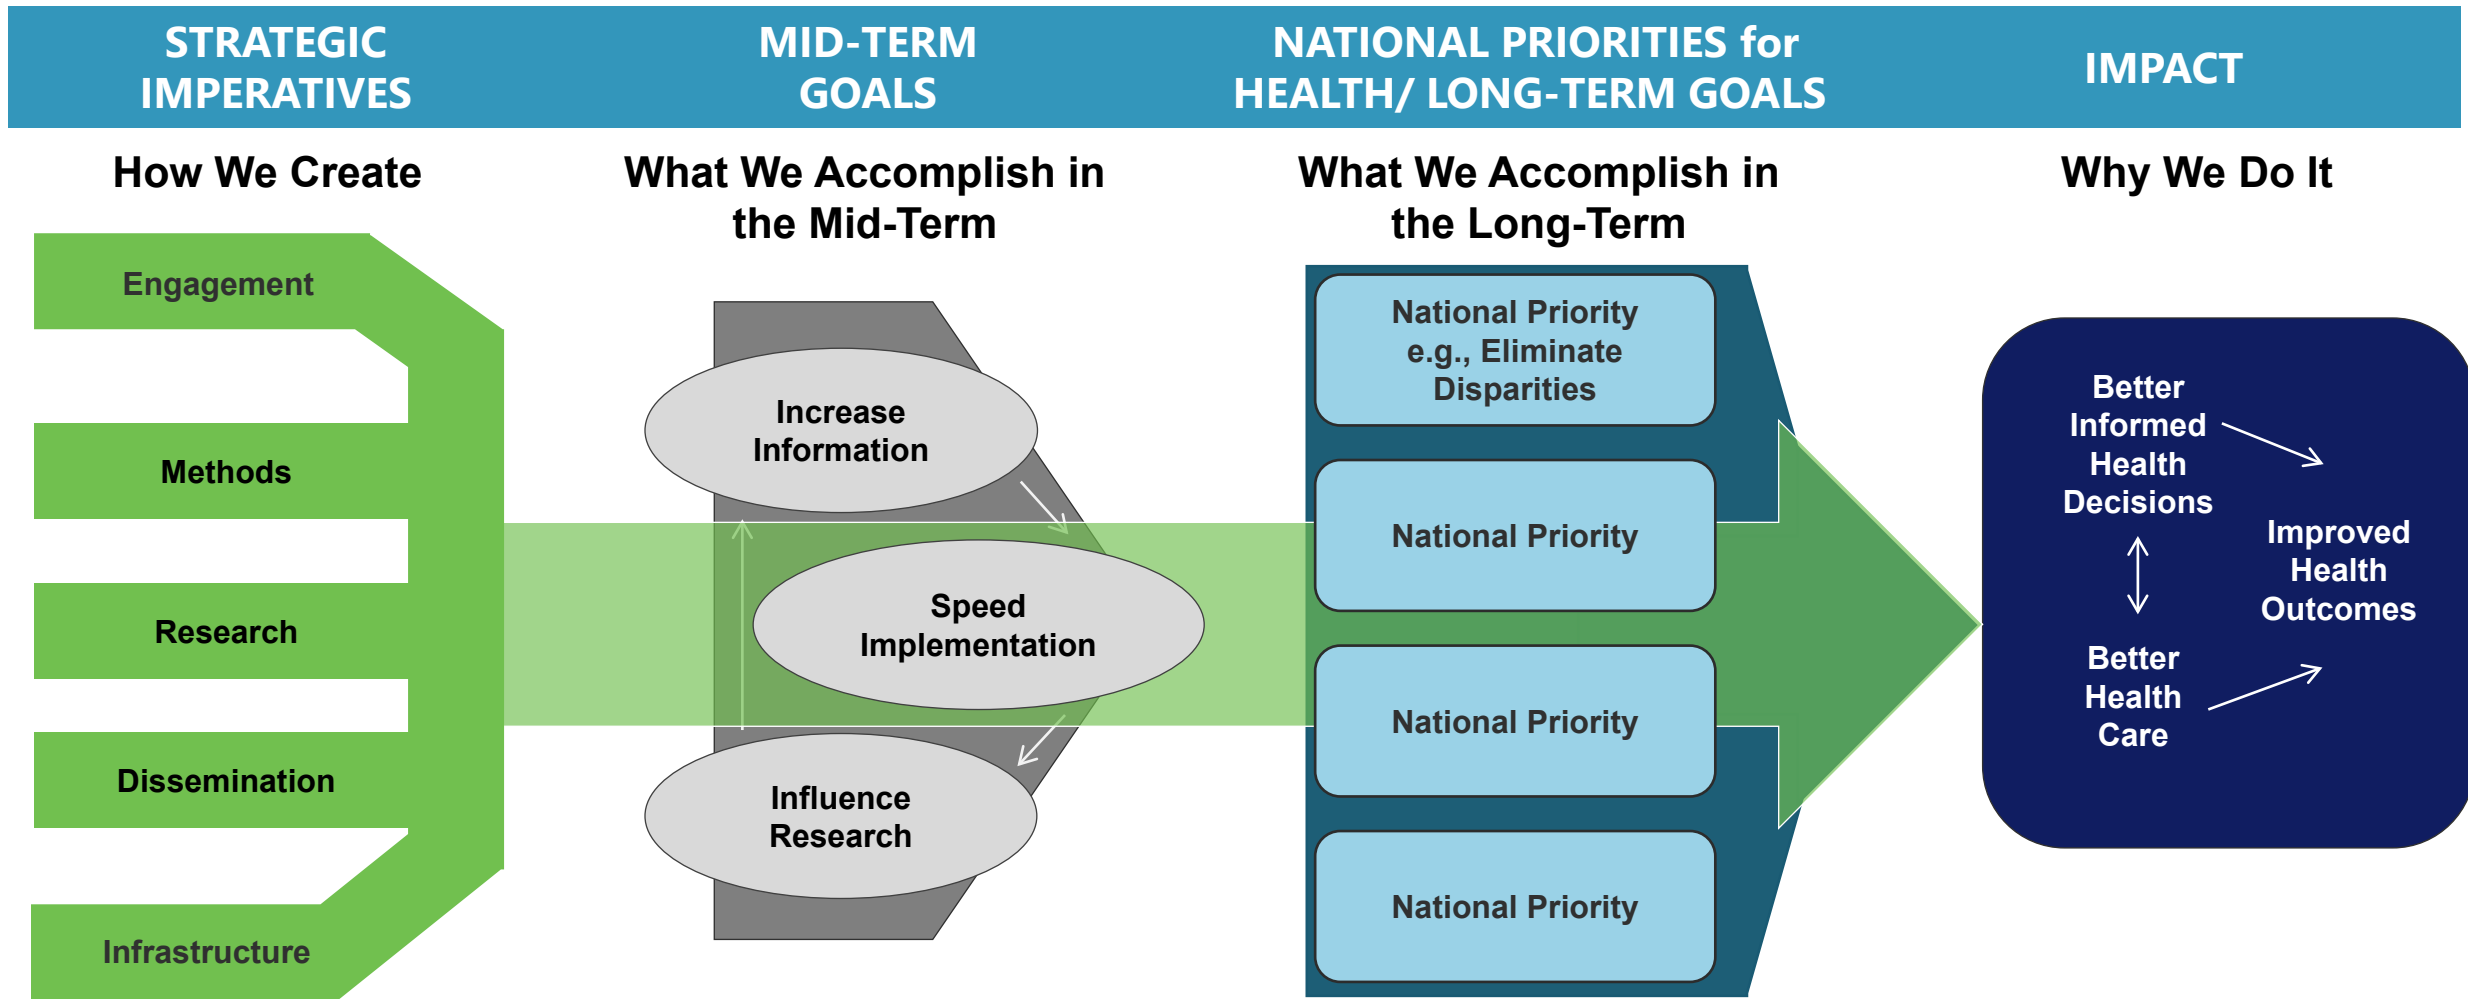 STRATEGIC
IMPERATIVES
MID-TERM
GOALS
NATIONAL PRIORITIES for
HEALTH/ LONG-TERM GOALS
IMPACT
How We Create
What We Accomplish in
the Mid-Term
What We Accomplish in
the Long-Term
Why We Do It
Engagement
Methods
Research
Dissemination
Infrastructure
Increase
Information
Speed
Implementation
Influence
Research
National Priority
e.g., Eliminate
Disparities
National Priority
National Priority
National Priority
Better
Informed
Health
Decisions
Better
Health
Care
Improved
Health
Outcomes